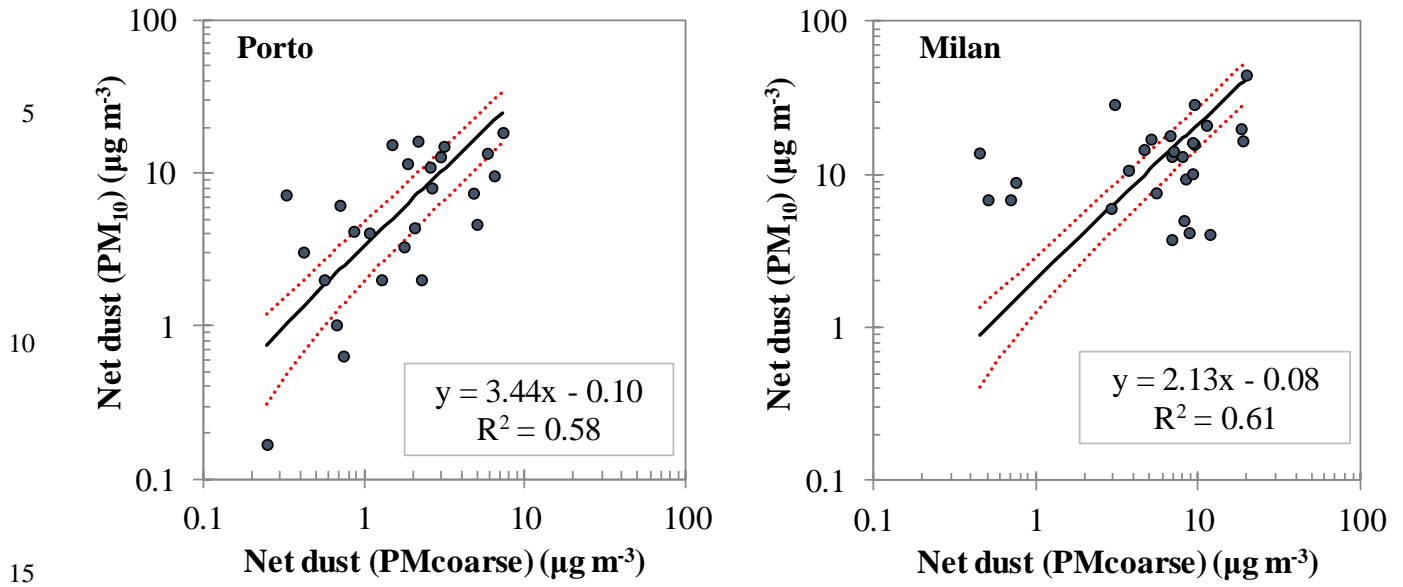 5
10
15
Porto
Net dust (PM₁₀) (µg m⁻³)
100
10
1
0.1
y = 3.44x - 0.10
R² = 0.58
0.1 1 10 100
Net dust (PMcoarse) (µg m⁻³)
Milan
Net dust (PM₁₀) (µg m⁻³)
100
10
1
0.1
y = 2.13x - 0.08
R² = 0.61
0.1 1 10 100
Net dust (PMcoarse) (µg m⁻³)